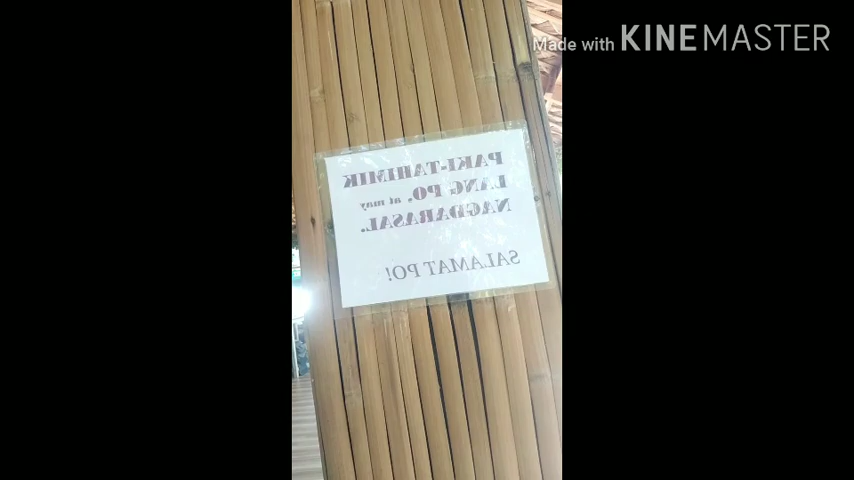 Made with KINEMASTER
PAKI-TAHIMIK
LANG PO, at may
NAGDARASAL.
SALAMAT PO!